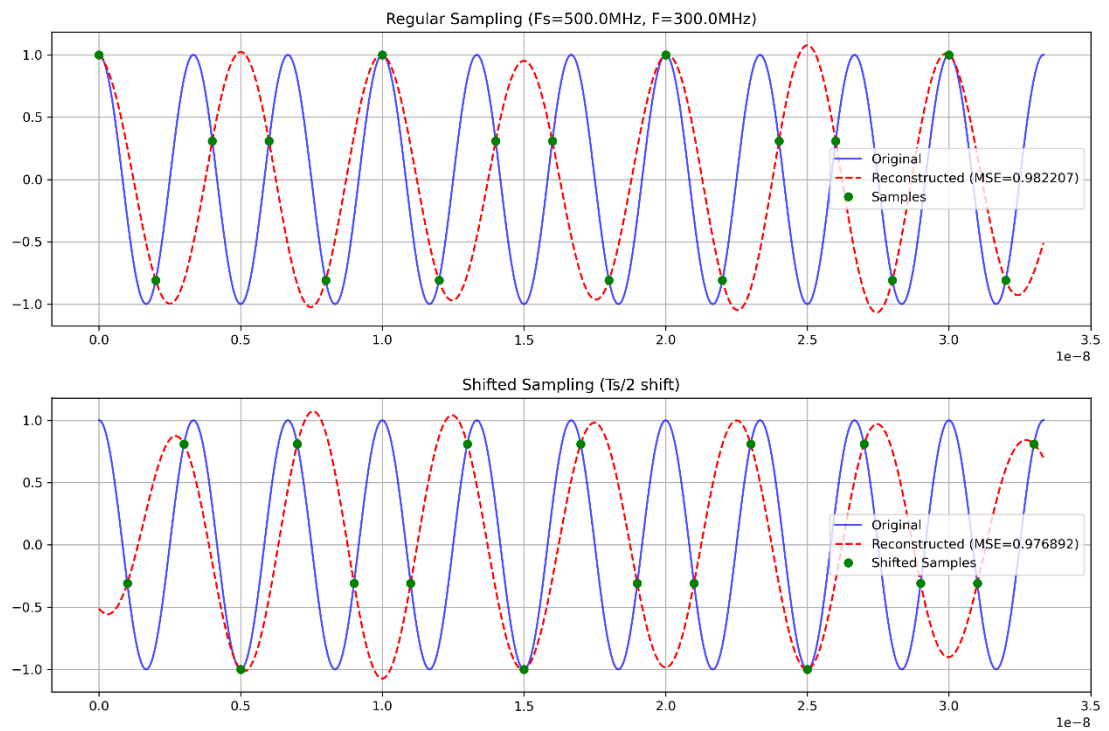 Regular Sampling (Fs=500.0MHz, F=300.0MHz)
1.0
0.5
0.0
−0.5
−1.0
Original
Reconstructed (MSE=0.982207)
Samples
0.0 0.5 1.0 1.5 2.0 2.5 3.0 3.5
1e−8
Shifted Sampling (Ts/2 shift)
1.0
0.5
0.0
−0.5
−1.0
Original
Reconstructed (MSE=0.976892)
Shifted Samples
0.0 0.5 1.0 1.5 2.0 2.5 3.0 3.5
1e−8